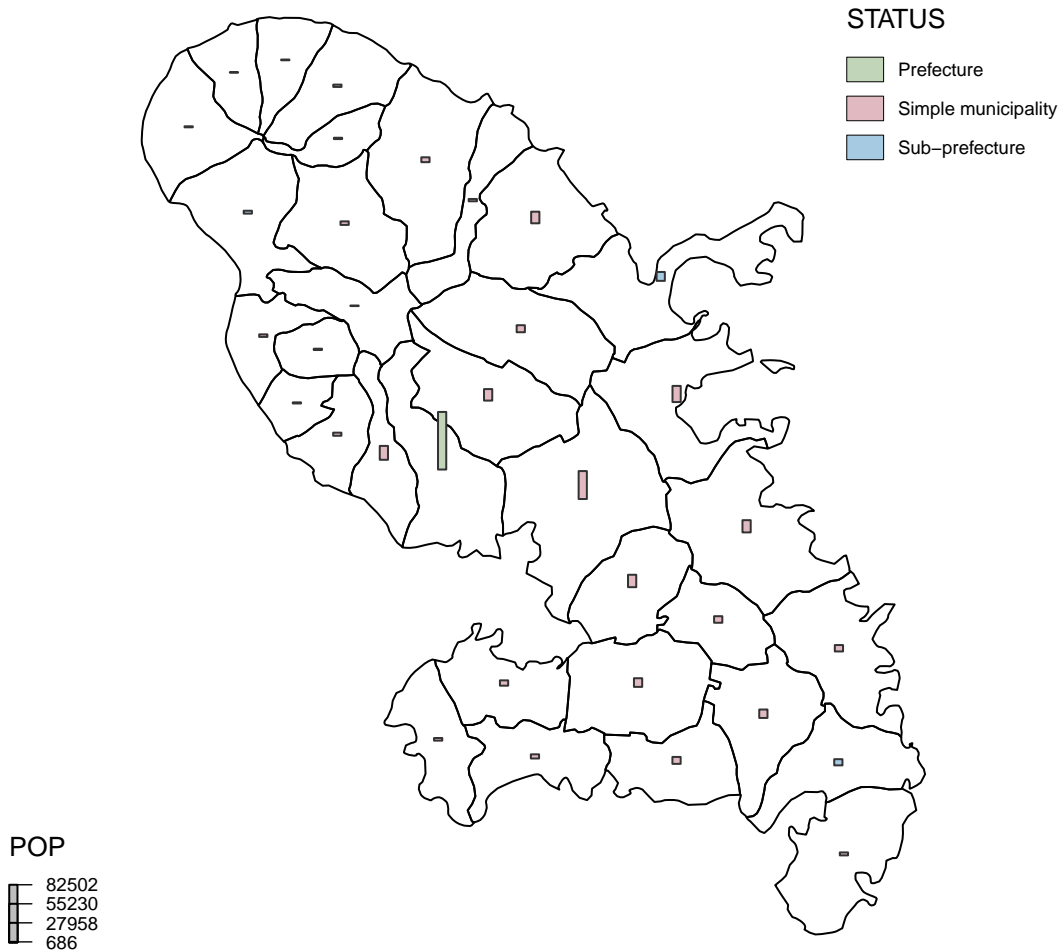 STATUS
Prefecture
Simple municipality
Sub−prefecture
POP
82502
55230
27958
686